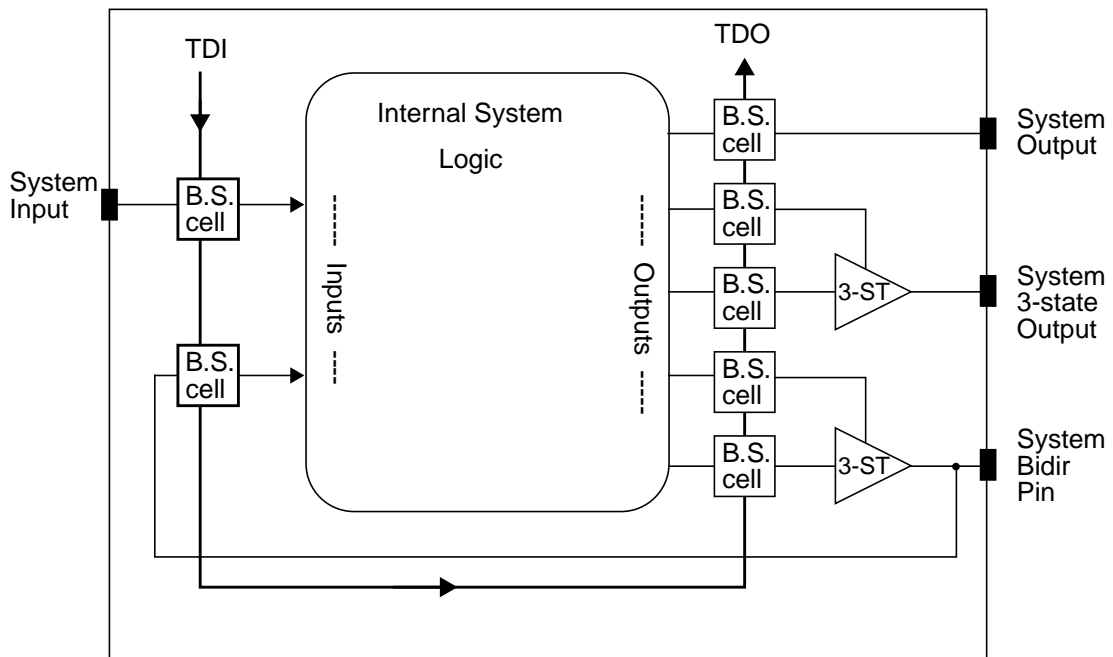 TDI
TDO
Internal System
Logic
System
Input
B.S.
cell
B.S.
cell
------ Inputs ---
------ Outputs -----
B.S.
cell
B.S.
cell
B.S.
cell
B.S.
cell
B.S.
cell
3-ST
3-ST
System
Output
System
3-state
Output
System
Bidir
Pin